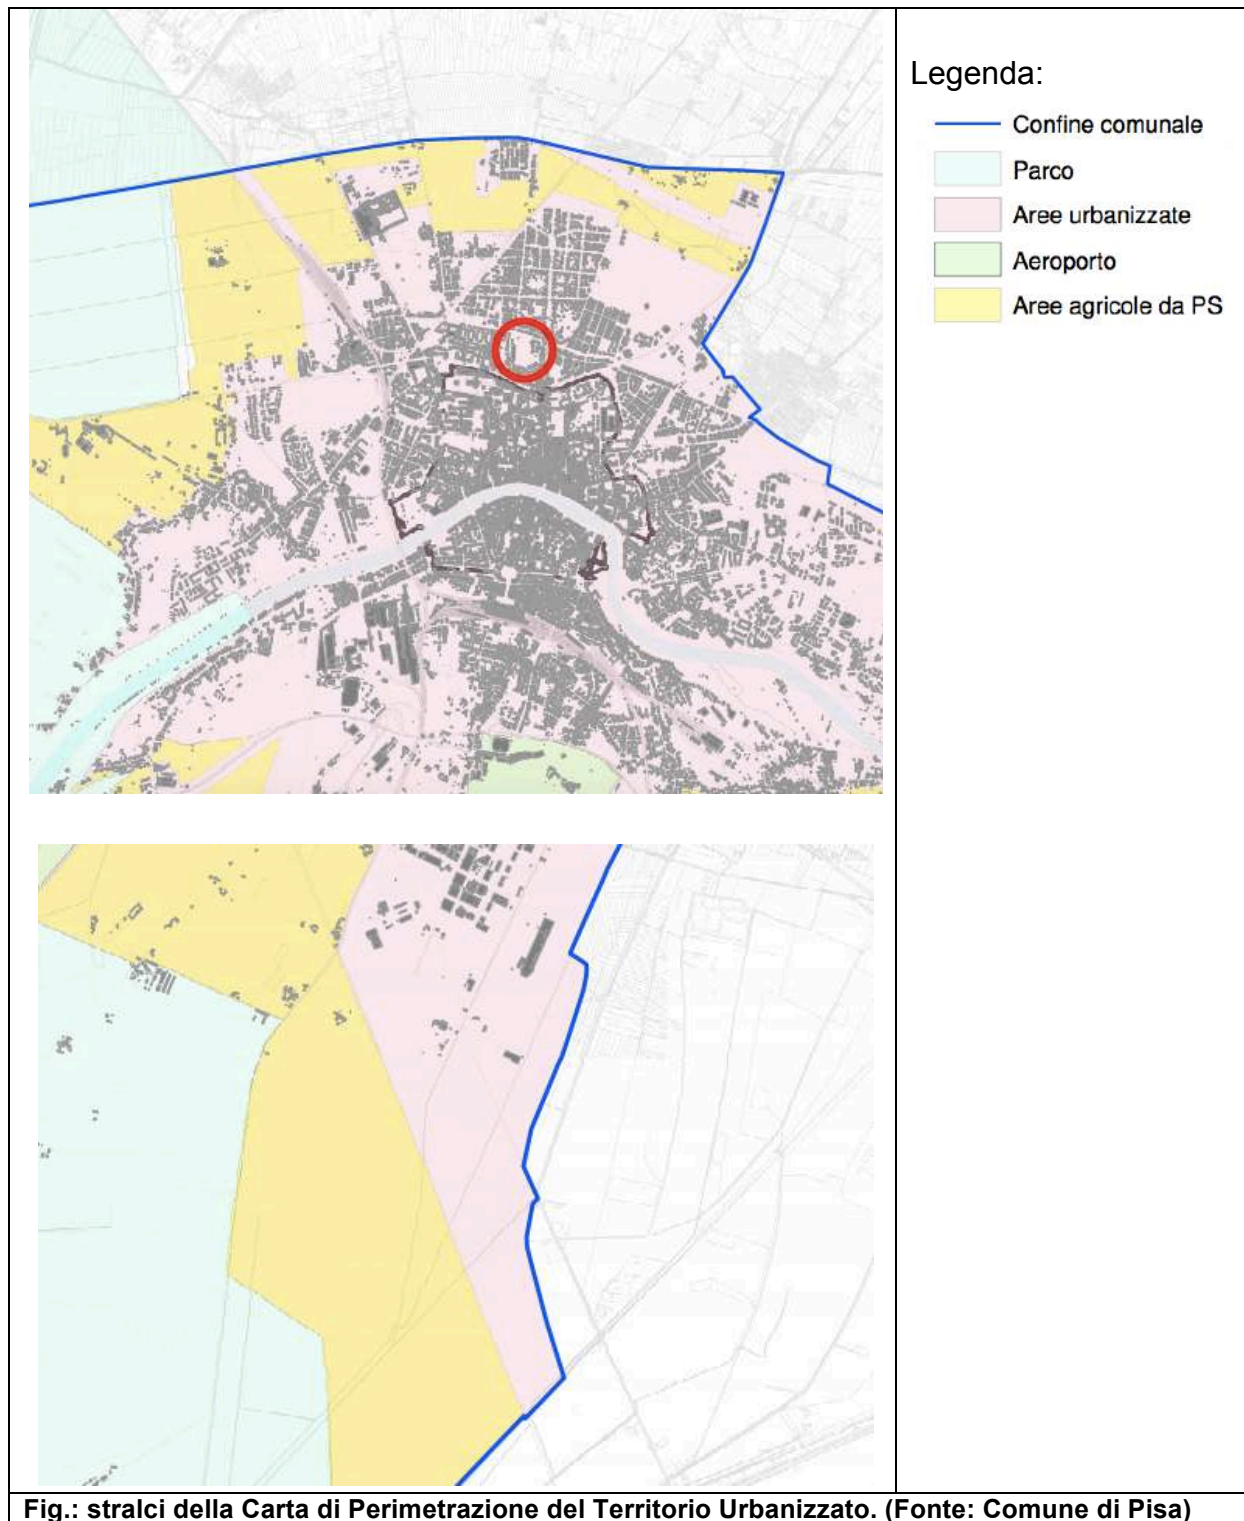 Legenda:
Confine comunale
Parco
Aree urbanizzate
Aeroporto
Aree agricole da PS
Fig.: stralci della Carta di Perimetrazione del Territorio Urbanizzato. (Fonte: Comune di Pisa)